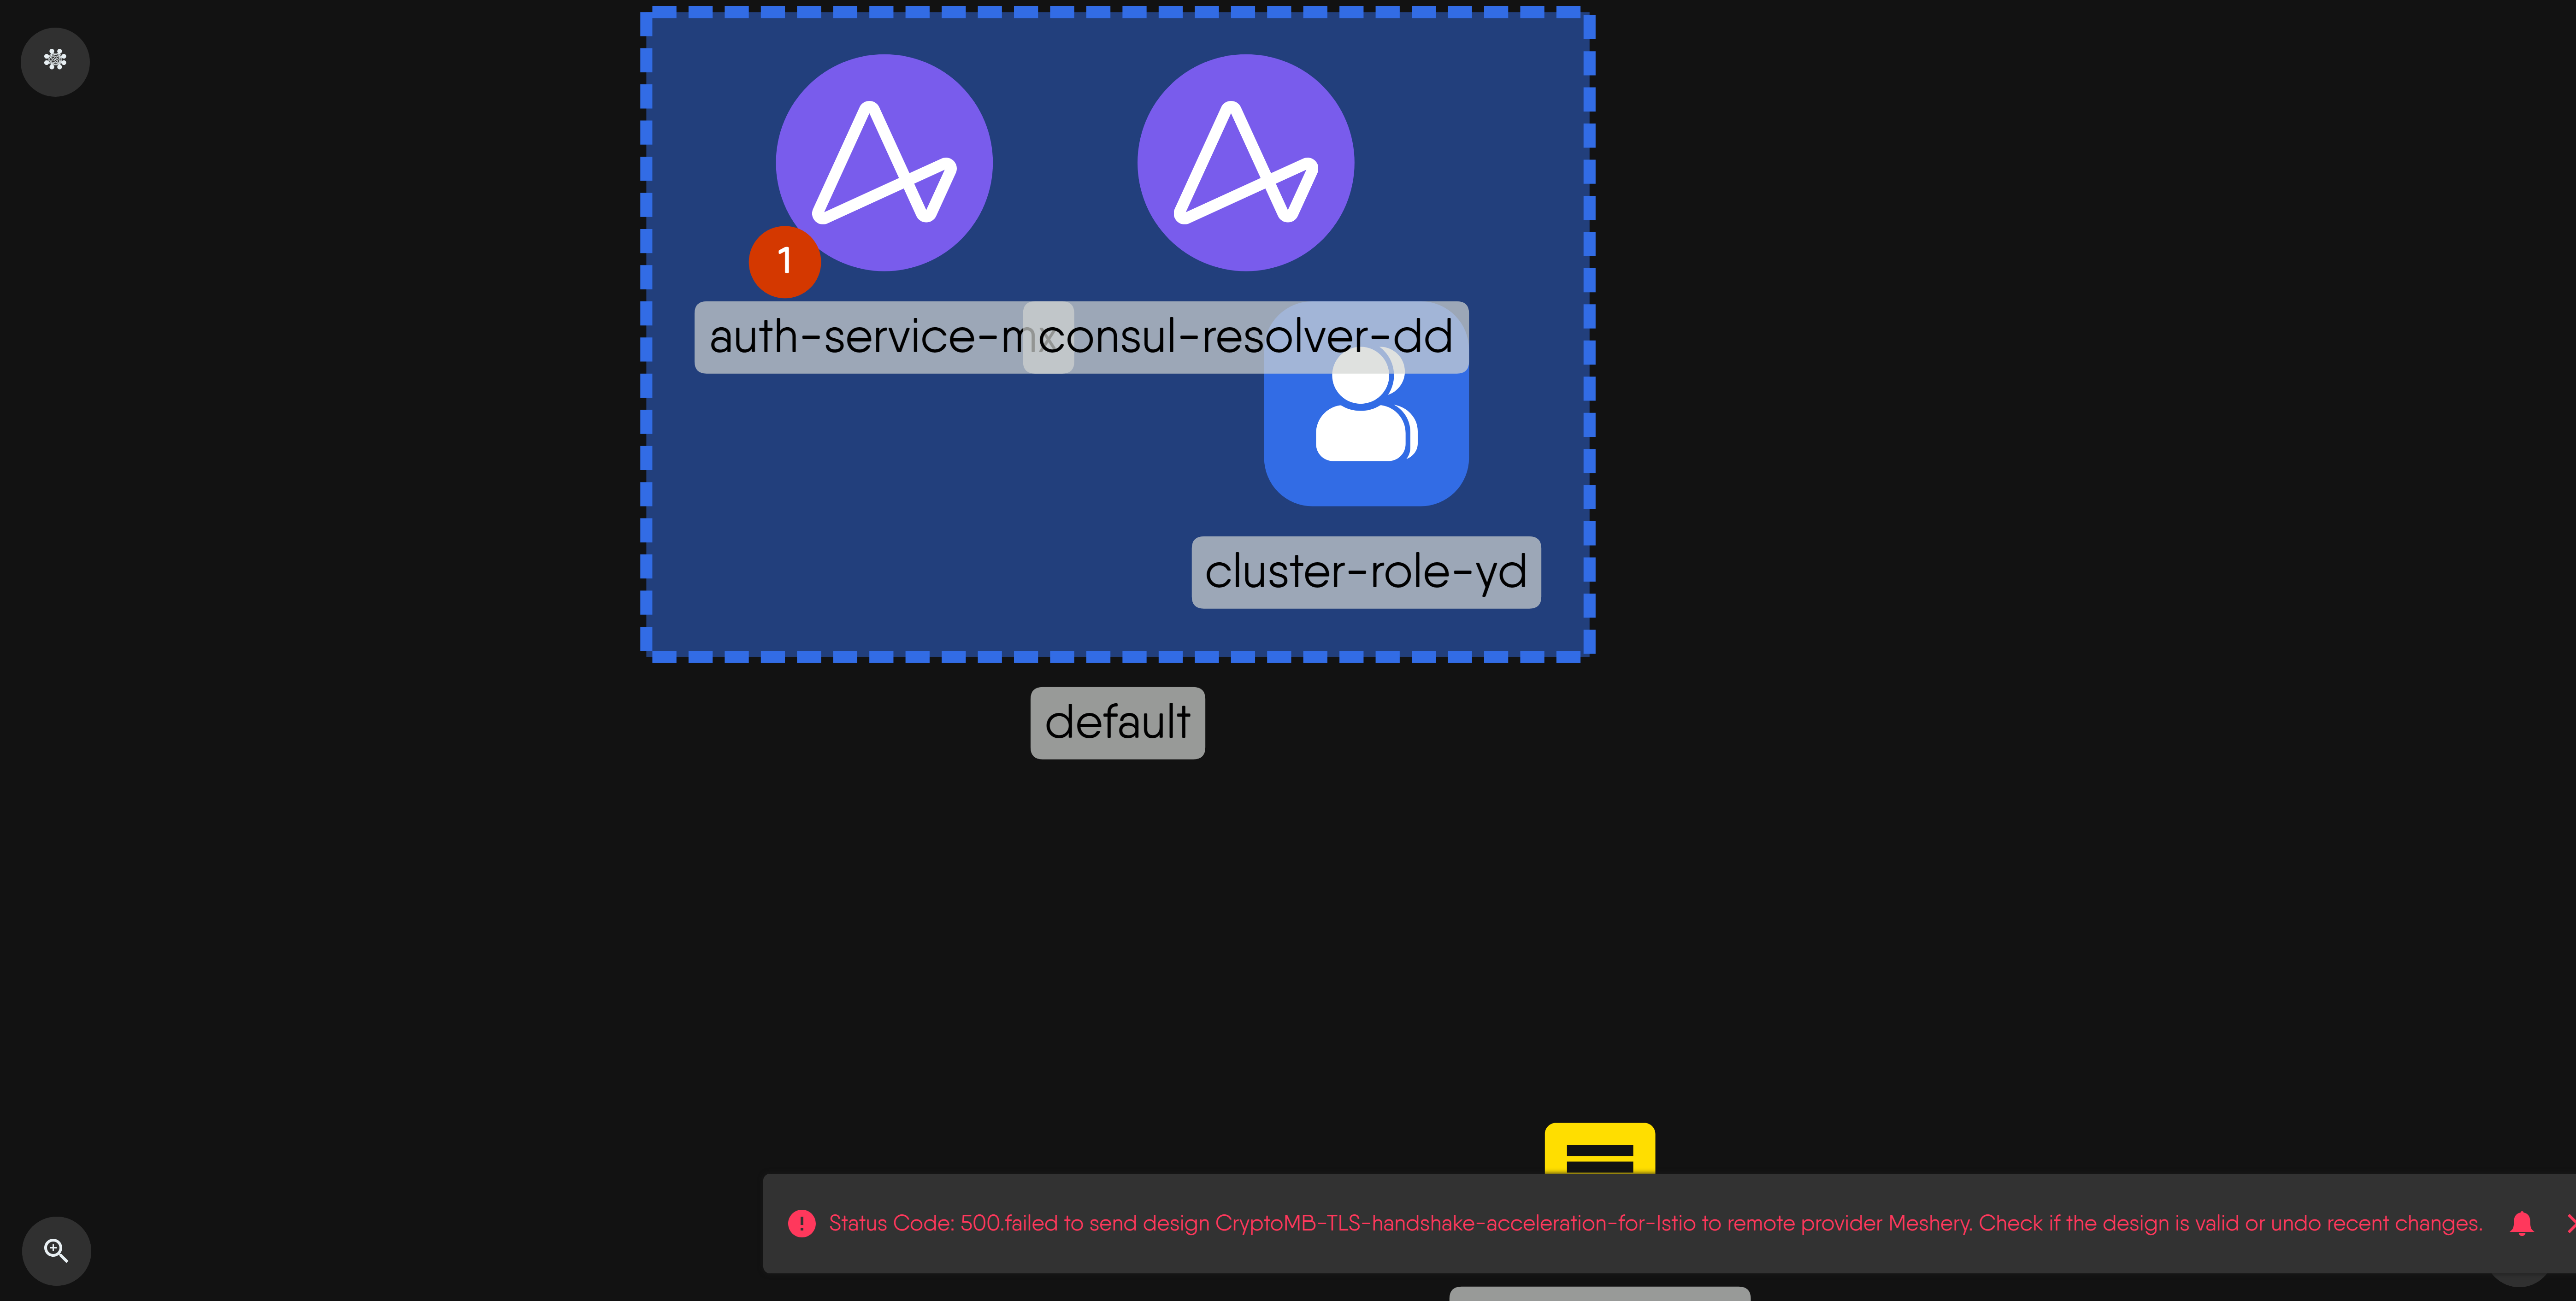 1
auth-service-mx
consul-resolver-dd
cluster-role-yd
default
Status Code: 500.failed to send design CryptoMB-TLS-handshake-acceleration-for-Istio to remote provider Meshery. Check if the design is valid or undo recent changes.